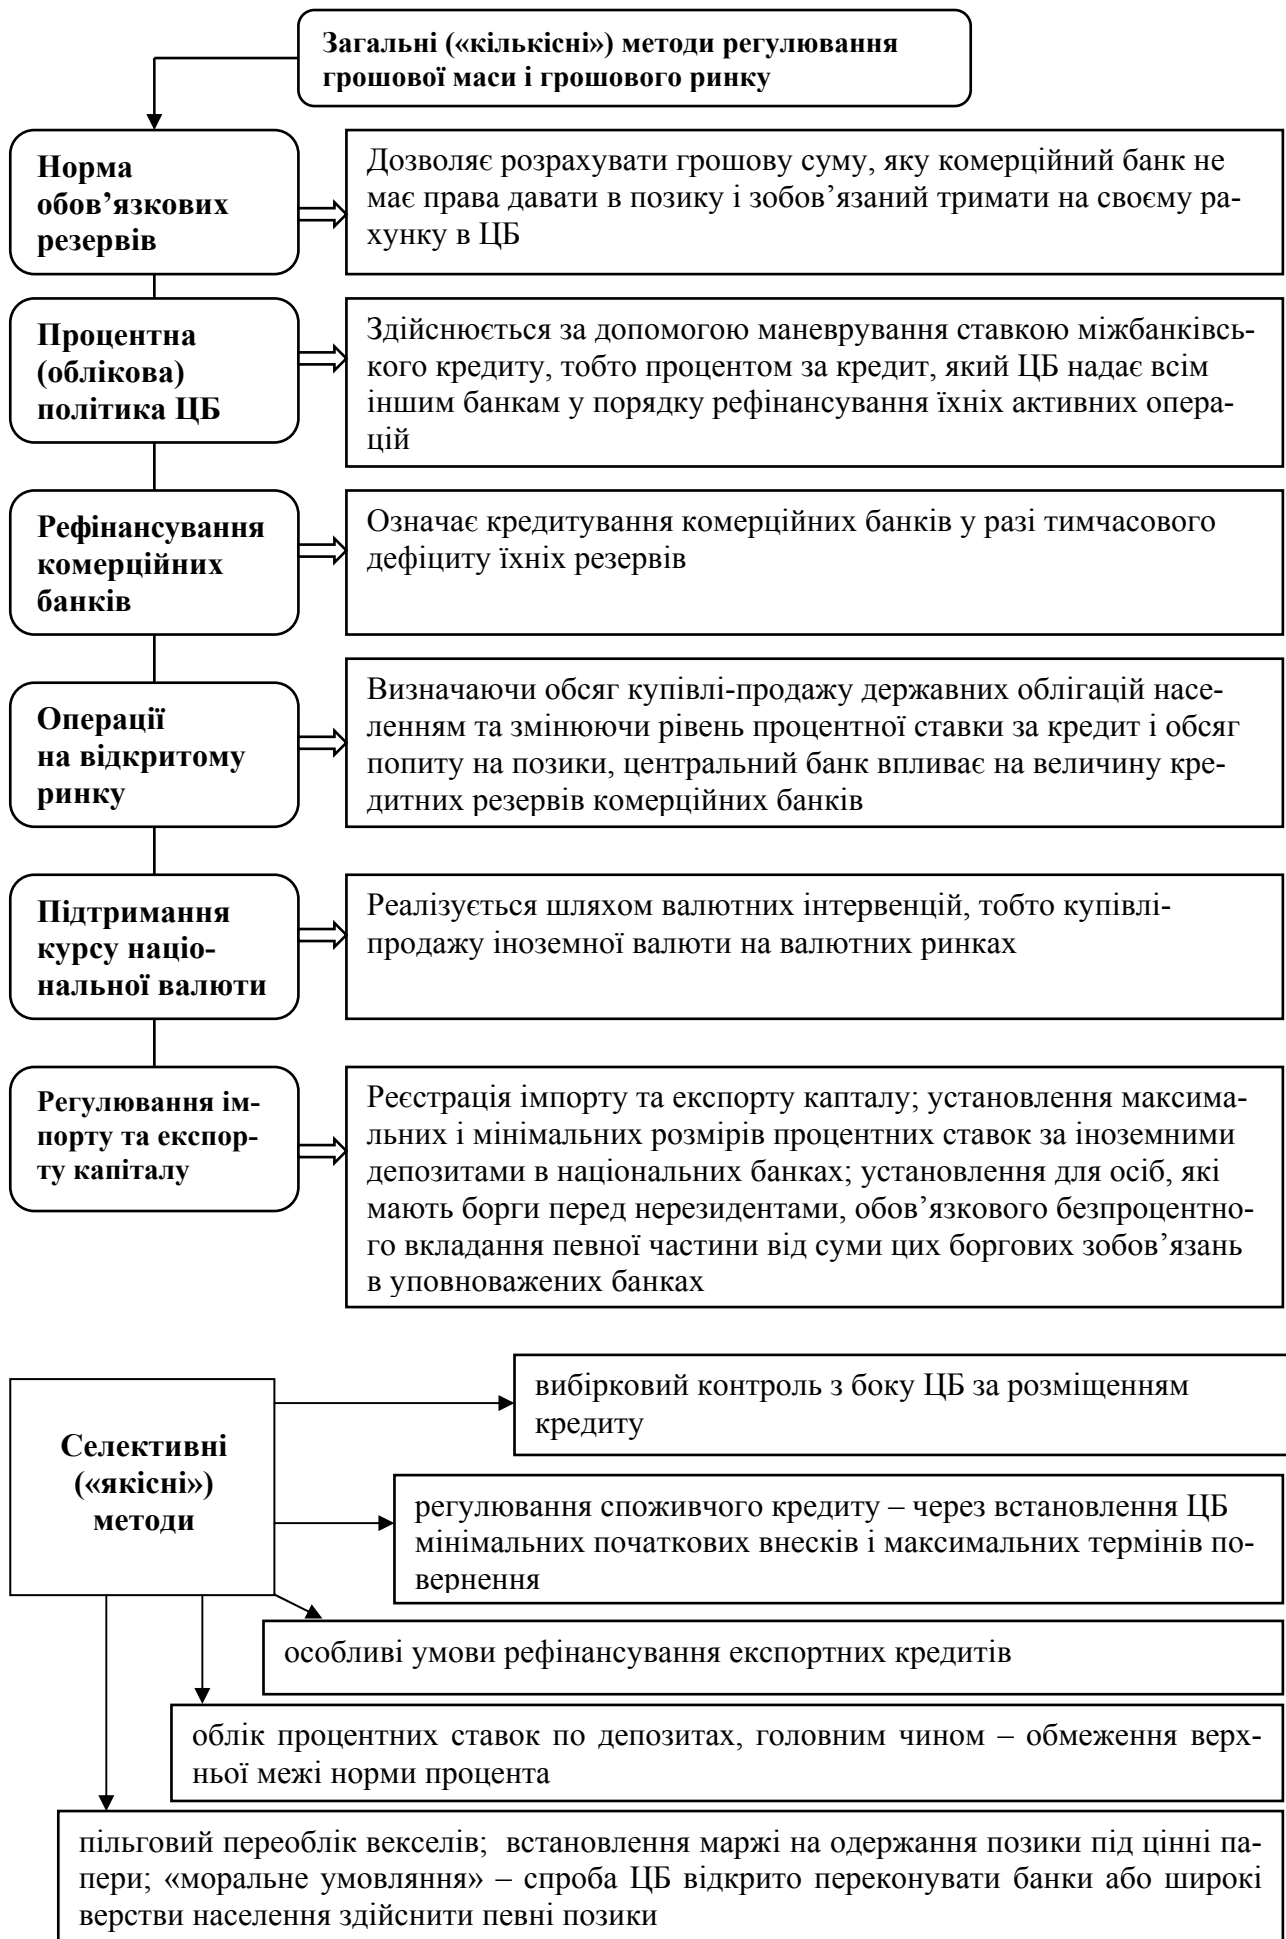 Загальні («кількісні») методи регулювання
грошової маси і грошового ринку
Норма
обов’язкових
резервів
Дозволяє розрахувати грошову суму, яку комерційний банк не
має права давати в позику і зобов’язаний тримати на своєму ра-
хунку в ЦБ
Процентна
(облікова)
політика ЦБ
Здійснюється за допомогою маневрування ставкою міжбанківсь-
кого кредиту, тобто процентом за кредит, який ЦБ надає всім
іншим банкам у порядку рефінансування їхніх активних опера-
цій
Рефінансування
комерційних
банків
Означає кредитування комерційних банків у разі тимчасового
дефіциту їхніх резервів
Операції
на відкритому
ринку
Визначаючи обсяг купівлі-продажу державних облігацій насе-
ленням та змінюючи рівень процентної ставки за кредит і обсяг
попиту на позики, центральний банк впливає на величину кре-
дитних резервів комерційних банків
Підтримання
курсу націо-
нальної валюти
Реалізується шляхом валютних інтервенцій, тобто купівлі-
продажу іноземної валюти на валютних ринках
Регулювання ім-
порту та експор-
ту капіталу
Реєстрація імпорту та експорту капталу; установлення максима-
льних і мінімальних розмірів процентних ставок за іноземними
депозитами в національних банках; установлення для осіб, які
мають борги перед нерезидентами, обов’язкового безпроцентно-
го вкладання певної частини від суми цих боргових зобов’язань
в уповноважених банках
Селективні
(«якісні»)
методи
вибірковий контроль з боку ЦБ за розміщенням
кредиту
регулювання споживчого кредиту – через встановлення ЦБ
мінімальних початкових внесків і максимальних термінів по-
вернення
особливі умови рефінансування експортних кредитів
облік процентних ставок по депозитах, головним чином – обмеження верх-
ньої межі норми процента
пільговий переоблік векселів; встановлення маржі на одержання позики під цінні па-
пери; «моральне умовляння» – спроба ЦБ відкрито переконувати банки або широкі
верстви населення здійснити певні позики